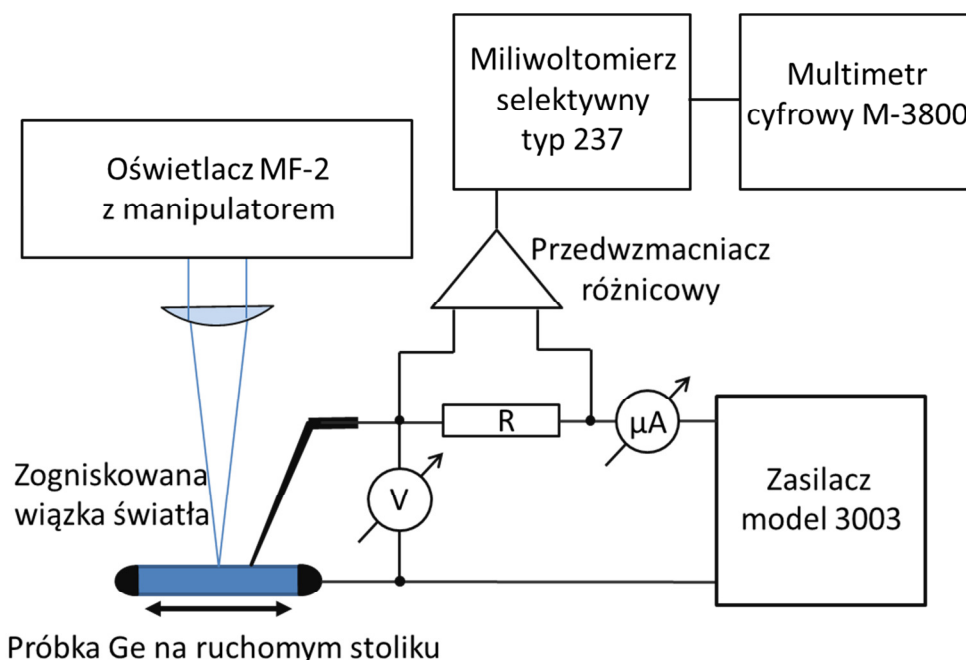 Miliwoltomierz
selektywny
typ 237
Multimetr
cyfrowy M-3800
Oświetlacz MF-2
z manipulatorem
Przedwzmacniacz
różnicowy
R
μA
V
Zogniskowana
wiązka światła
Zasilacz
model 3003
Próbka Ge na ruchomym stoliku